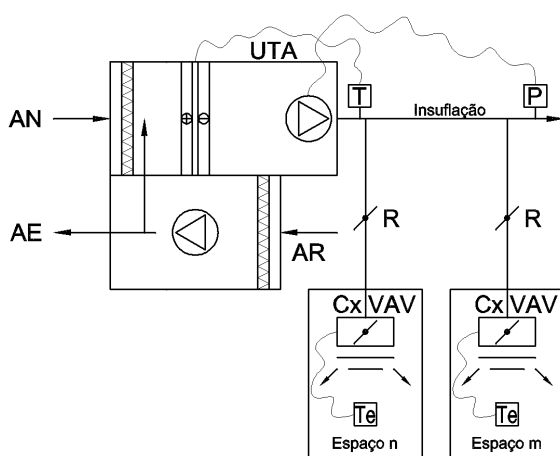 UTA
T
P
AN
Insuflação
AE
AR
R
R
Cx VAV
Cx VAV
Te
Te
Espaço n
Espaço m